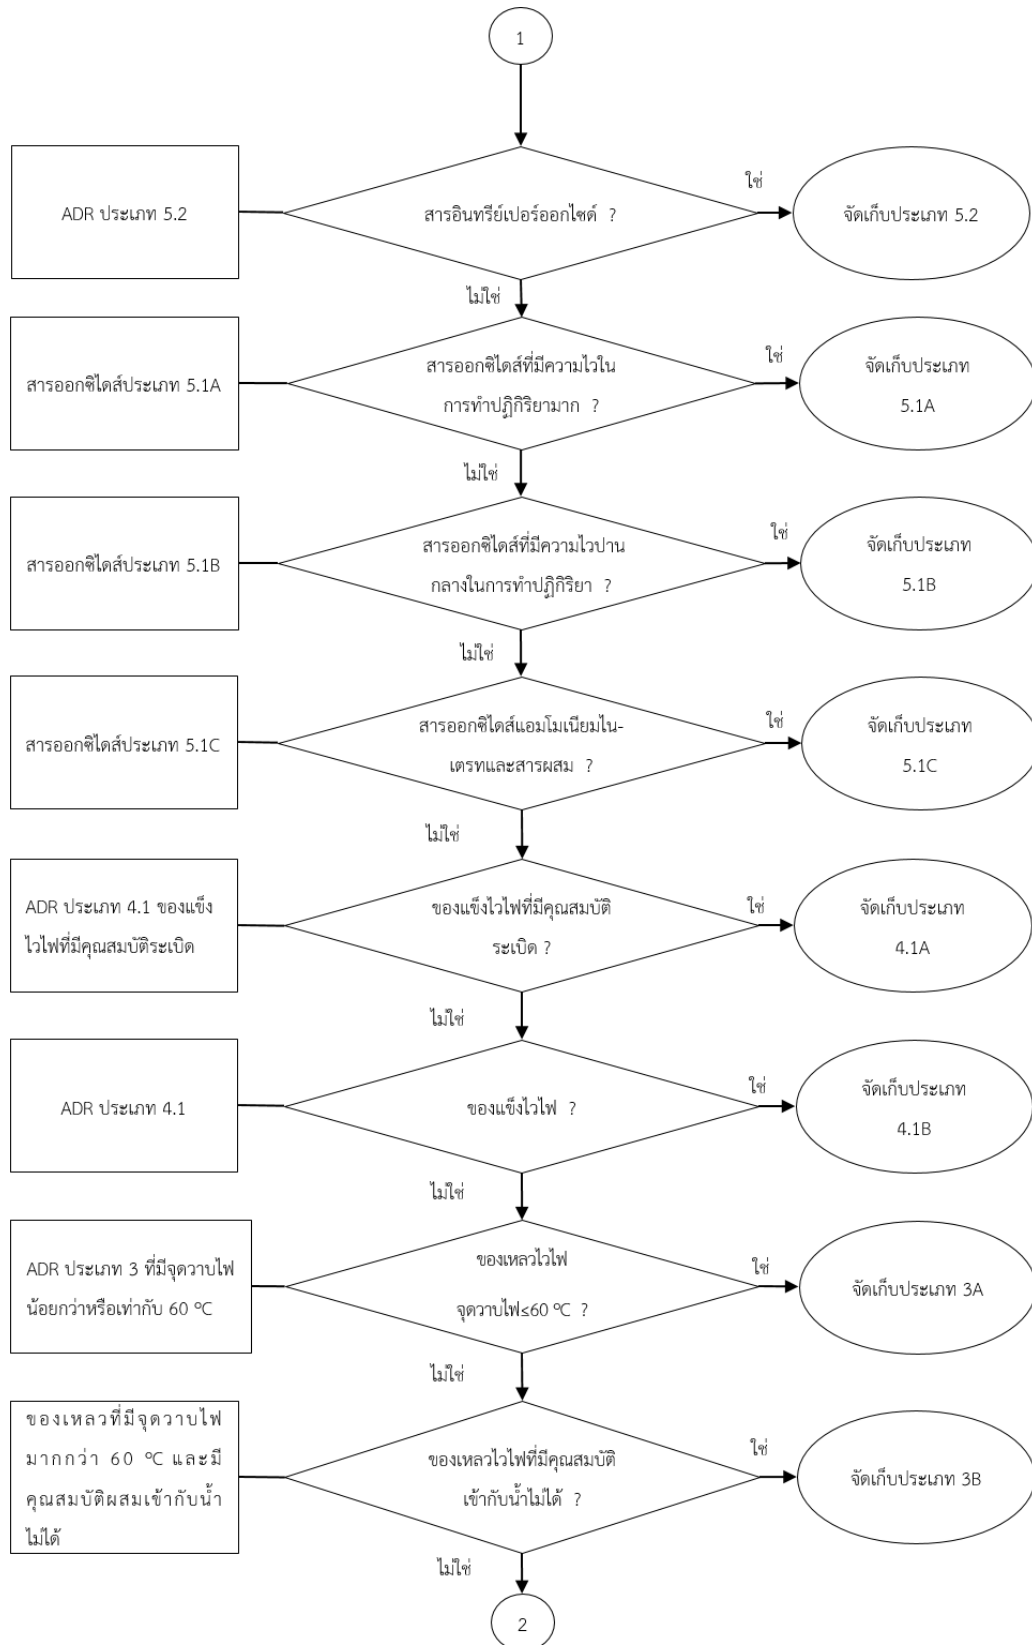 1
ADR ประเภท 5.2
สารอินทรีย์เปอร์ออกไซด์ ?
ใช่
จัดเก็บประเภท 5.2
ไม่ใช่
สารออกซิไดส์ประเภท 5.1A
สารออกซิไดส์ที่มีความไวใน
การทำปฏิกิริยามาก ?
ใช่
จัดเก็บประเภท
5.1A
ไม่ใช่
สารออกซิไดส์ประเภท 5.1B
สารออกซิไดส์ที่มีความไวปาน
กลางในการทำปฏิกิริยา ?
ใช่
จัดเก็บประเภท
5.1B
ไม่ใช่
สารออกซิไดส์ประเภท 5.1C
สารออกซิไดส์แอมโมเนียมไน-
เตรทและสารผสม ?
ใช่
จัดเก็บประเภท
5.1C
ไม่ใช่
ADR ประเภท 4.1 ของแข็ง
ไวไฟที่มีคุณสมบัติระเบิด
ของแข็งไวไฟที่มีคุณสมบัติ
ระเบิด ?
ใช่
จัดเก็บประเภท
4.1A
ไม่ใช่
ADR ประเภท 4.1
ของแข็งไวไฟ ?
ใช่
จัดเก็บประเภท
4.1B
ไม่ใช่
ADR ประเภท 3 ที่มีจุดวาบไฟ
น้อยกว่าหรือเท่ากับ 60 ºC
ของเหลวไวไฟ
จุดวาบไฟ≤60 ºC ?
ใช่
จัดเก็บประเภท 3A
ไม่ใช่
ของเหลวที่มีจุดวาบไฟ
มากกว่า 60 ºC และมี
คุณสมบัติผสมเข้ากับน้ำ
ไม่ได้
ของเหลวไวไฟที่มีคุณสมบัติ
เข้ากับน้ำไม่ได้ ?
ใช่
จัดเก็บประเภท 3B
ไม่ใช่
2